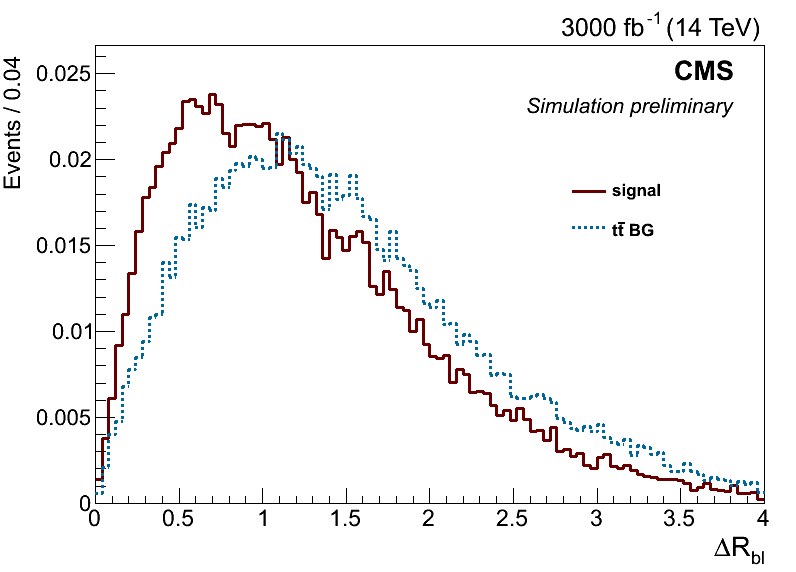 3000 fb⁻¹ (14 TeV)
CMS
Simulation preliminary
Events / 0.04
0.025
0.02
0.015
0.01
0.005
0
signal
tt̄ BG
0 0.5 1 1.5 2 2.5 3 3.5 4
ΔR_bl